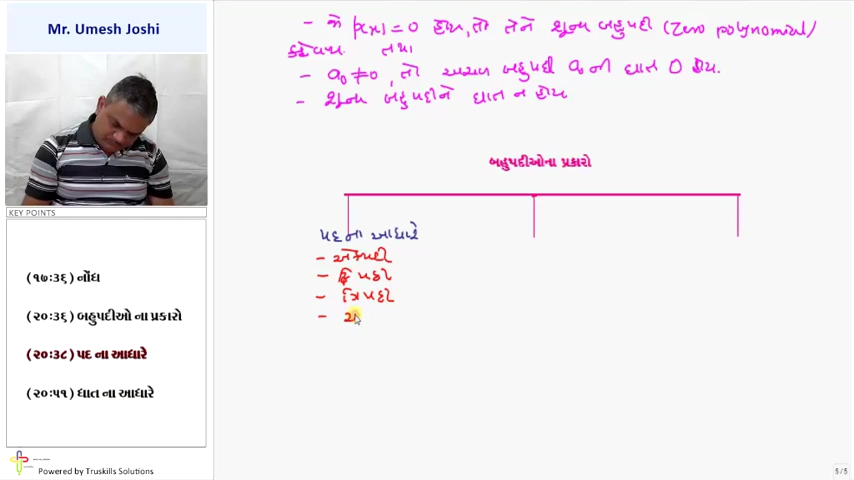 Mr. Umesh Joshi
KEY POINTS
(૧૭:૩૬) નોંધ
(૨૦:૩૬) બહુપદીઓ ના પ્રકારો
(૨૦:૩૮) પદ ના આધારે
(૨૦:૫૧) ઘાત ના આધારે
Powered by Truskills Solutions
- જો p(x) = 0 હોય, તો તેને શૂન્ય બહુપદી (Zero polynomial)
કહેવાય તથા
- a₀ ≠ 0, તો અચળ બહુપદી a₀ ની ઘાત 0 હોય.
- શૂન્ય બહુપદીને ઘાત ન હોય
બહુપદીઓના પ્રકારો
પદ ના આધારે
- એકપદી
- દ્વિપદી
- ત્રિપદી
-
5/5